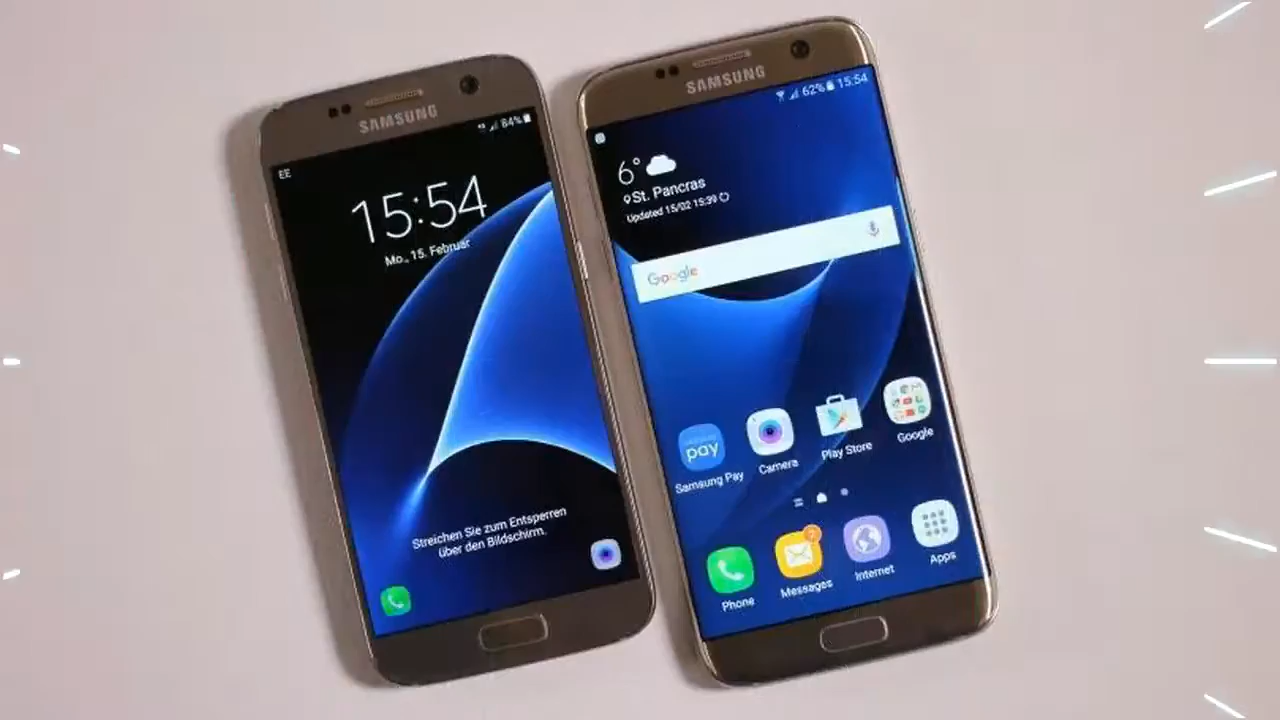 SAMSUNG
84%
EE
15:54
Mo., 15. Februar
Streichen Sie zum Entsperren
über den Bildschirm.
SAMSUNG
62% 15:54
6°
St. Pancras
Updated 15/02 15:39
Google
pay
Samsung Pay
Camera
Play Store
Google
Phone
Messages
Internet
Apps